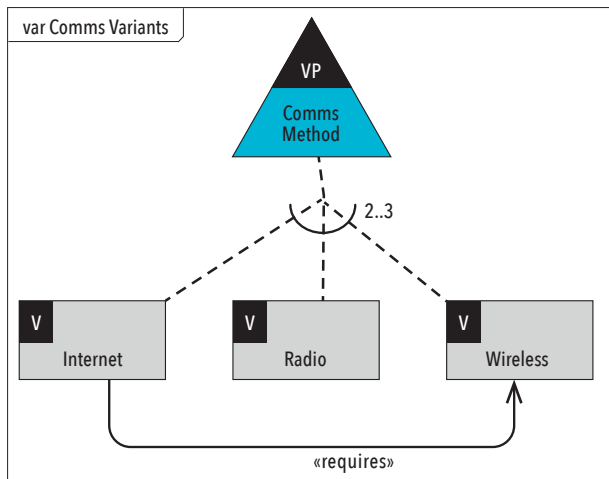 var Comms Variants
VP
Comms
Method
2..3
V
V
V
Internet
Radio
Wireless
«requires»